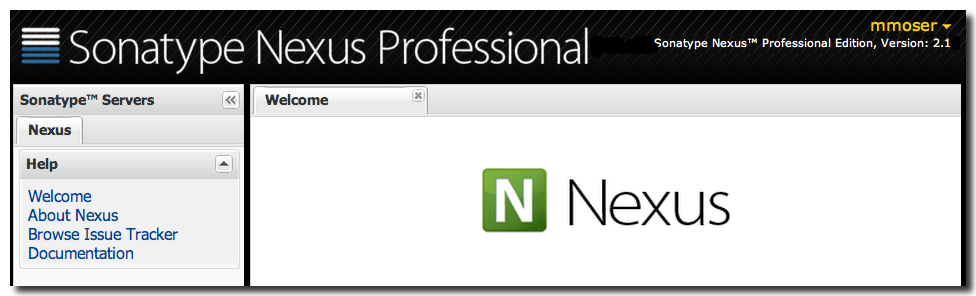 Sonatype Nexus Professional
mmoser
Sonatype Nexus™ Professional Edition, Version: 2.1
Sonatype™ Servers
Welcome
Nexus
Help
Welcome
About Nexus
Browse Issue Tracker
Documentation
N Nexus